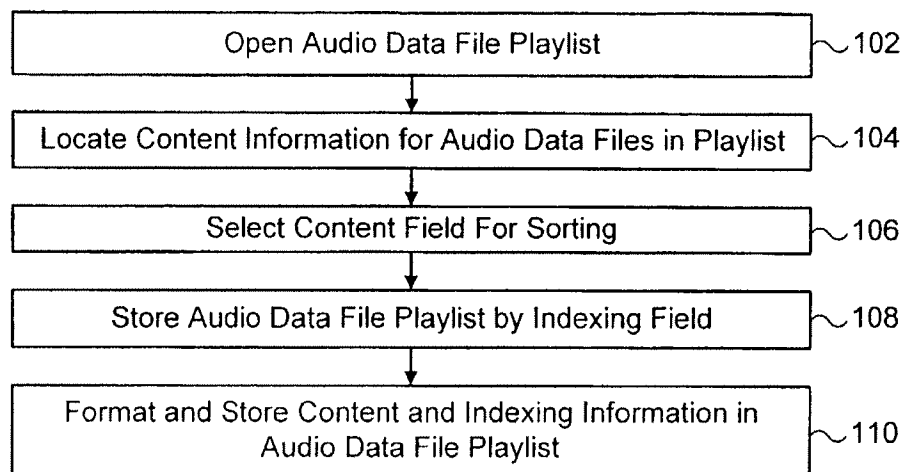 Open Audio Data File Playlist 102
Locate Content Information for Audio Data Files in Playlist 104
Select Content Field For Sorting 106
Store Audio Data File Playlist by Indexing Field 108
Format and Store Content and Indexing Information in
Audio Data File Playlist 110